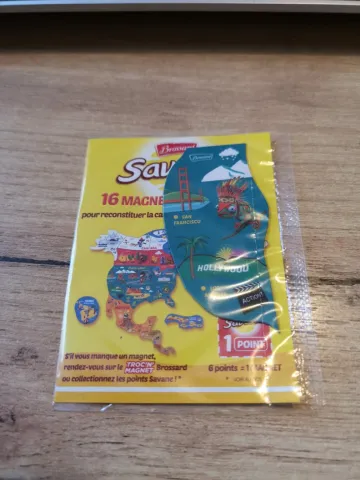 Brossard
Sav
16 MAGNE
pour reconstituer la ca
Brossard
SAN
FRANCISCO
HOLLYWOOD
ACTION!
1 POINT
S'il vous manque un magnet,
rendez-vous sur le TROC'IN MAGNET Brossard
ou collectionnez les points Savane ! *
6 points = 1 MAGNET